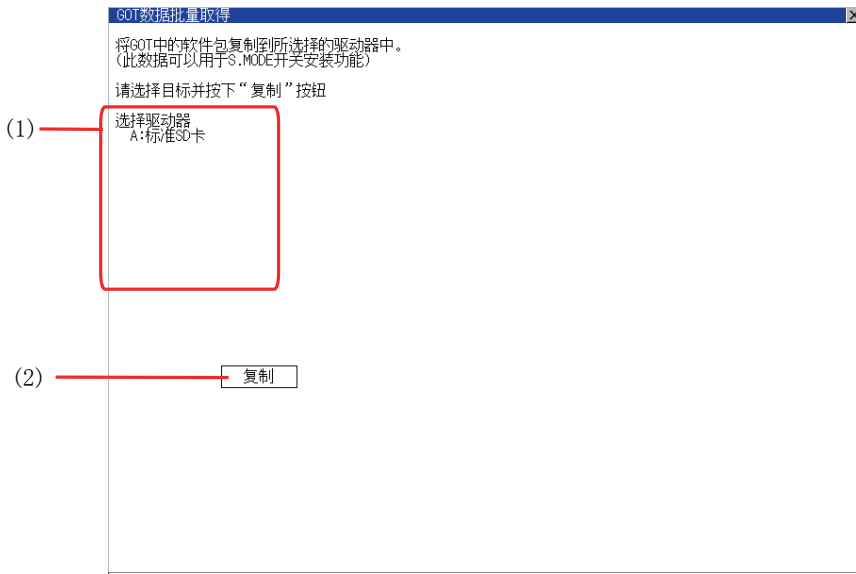 GOT数据批量取得
将GOT中的软件包复制到所选择的驱动器中。
(此数据可以用于S.MODE开关安装功能)
请选择目标并按下“复制”按钮
(1)
选择驱动器
A:标准SD卡
(2)
复制